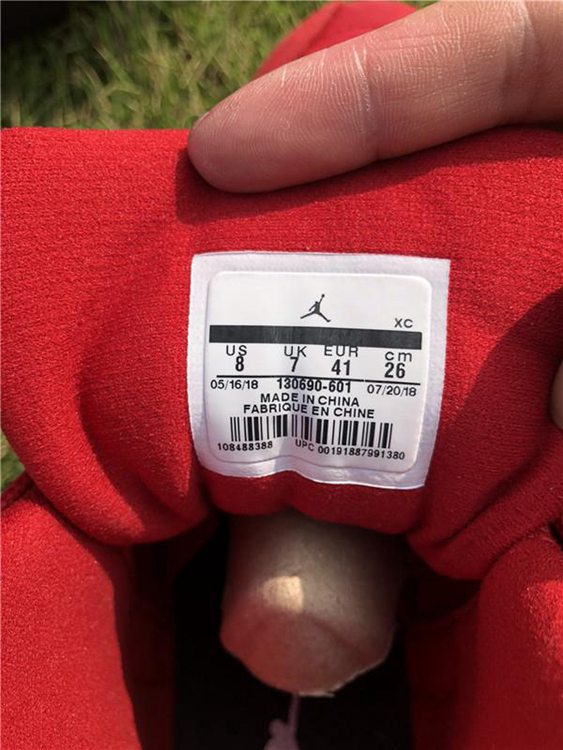 XC
US UK EUR cm
8 7 41 26
05/16/18 130690-601 07/20/18
MADE IN CHINA
FABRIQUE EN CHINE
108488388 UPC 00191887991380